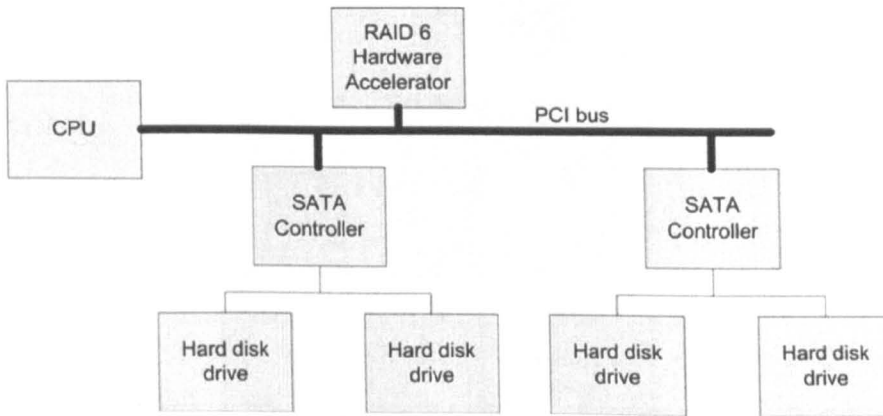 RAID 6
Hardware
Accelerator
CPU
PCI bus
SATA
Controller
SATA
Controller
Hard disk
drive
Hard disk
drive
Hard disk
drive
Hard disk
drive